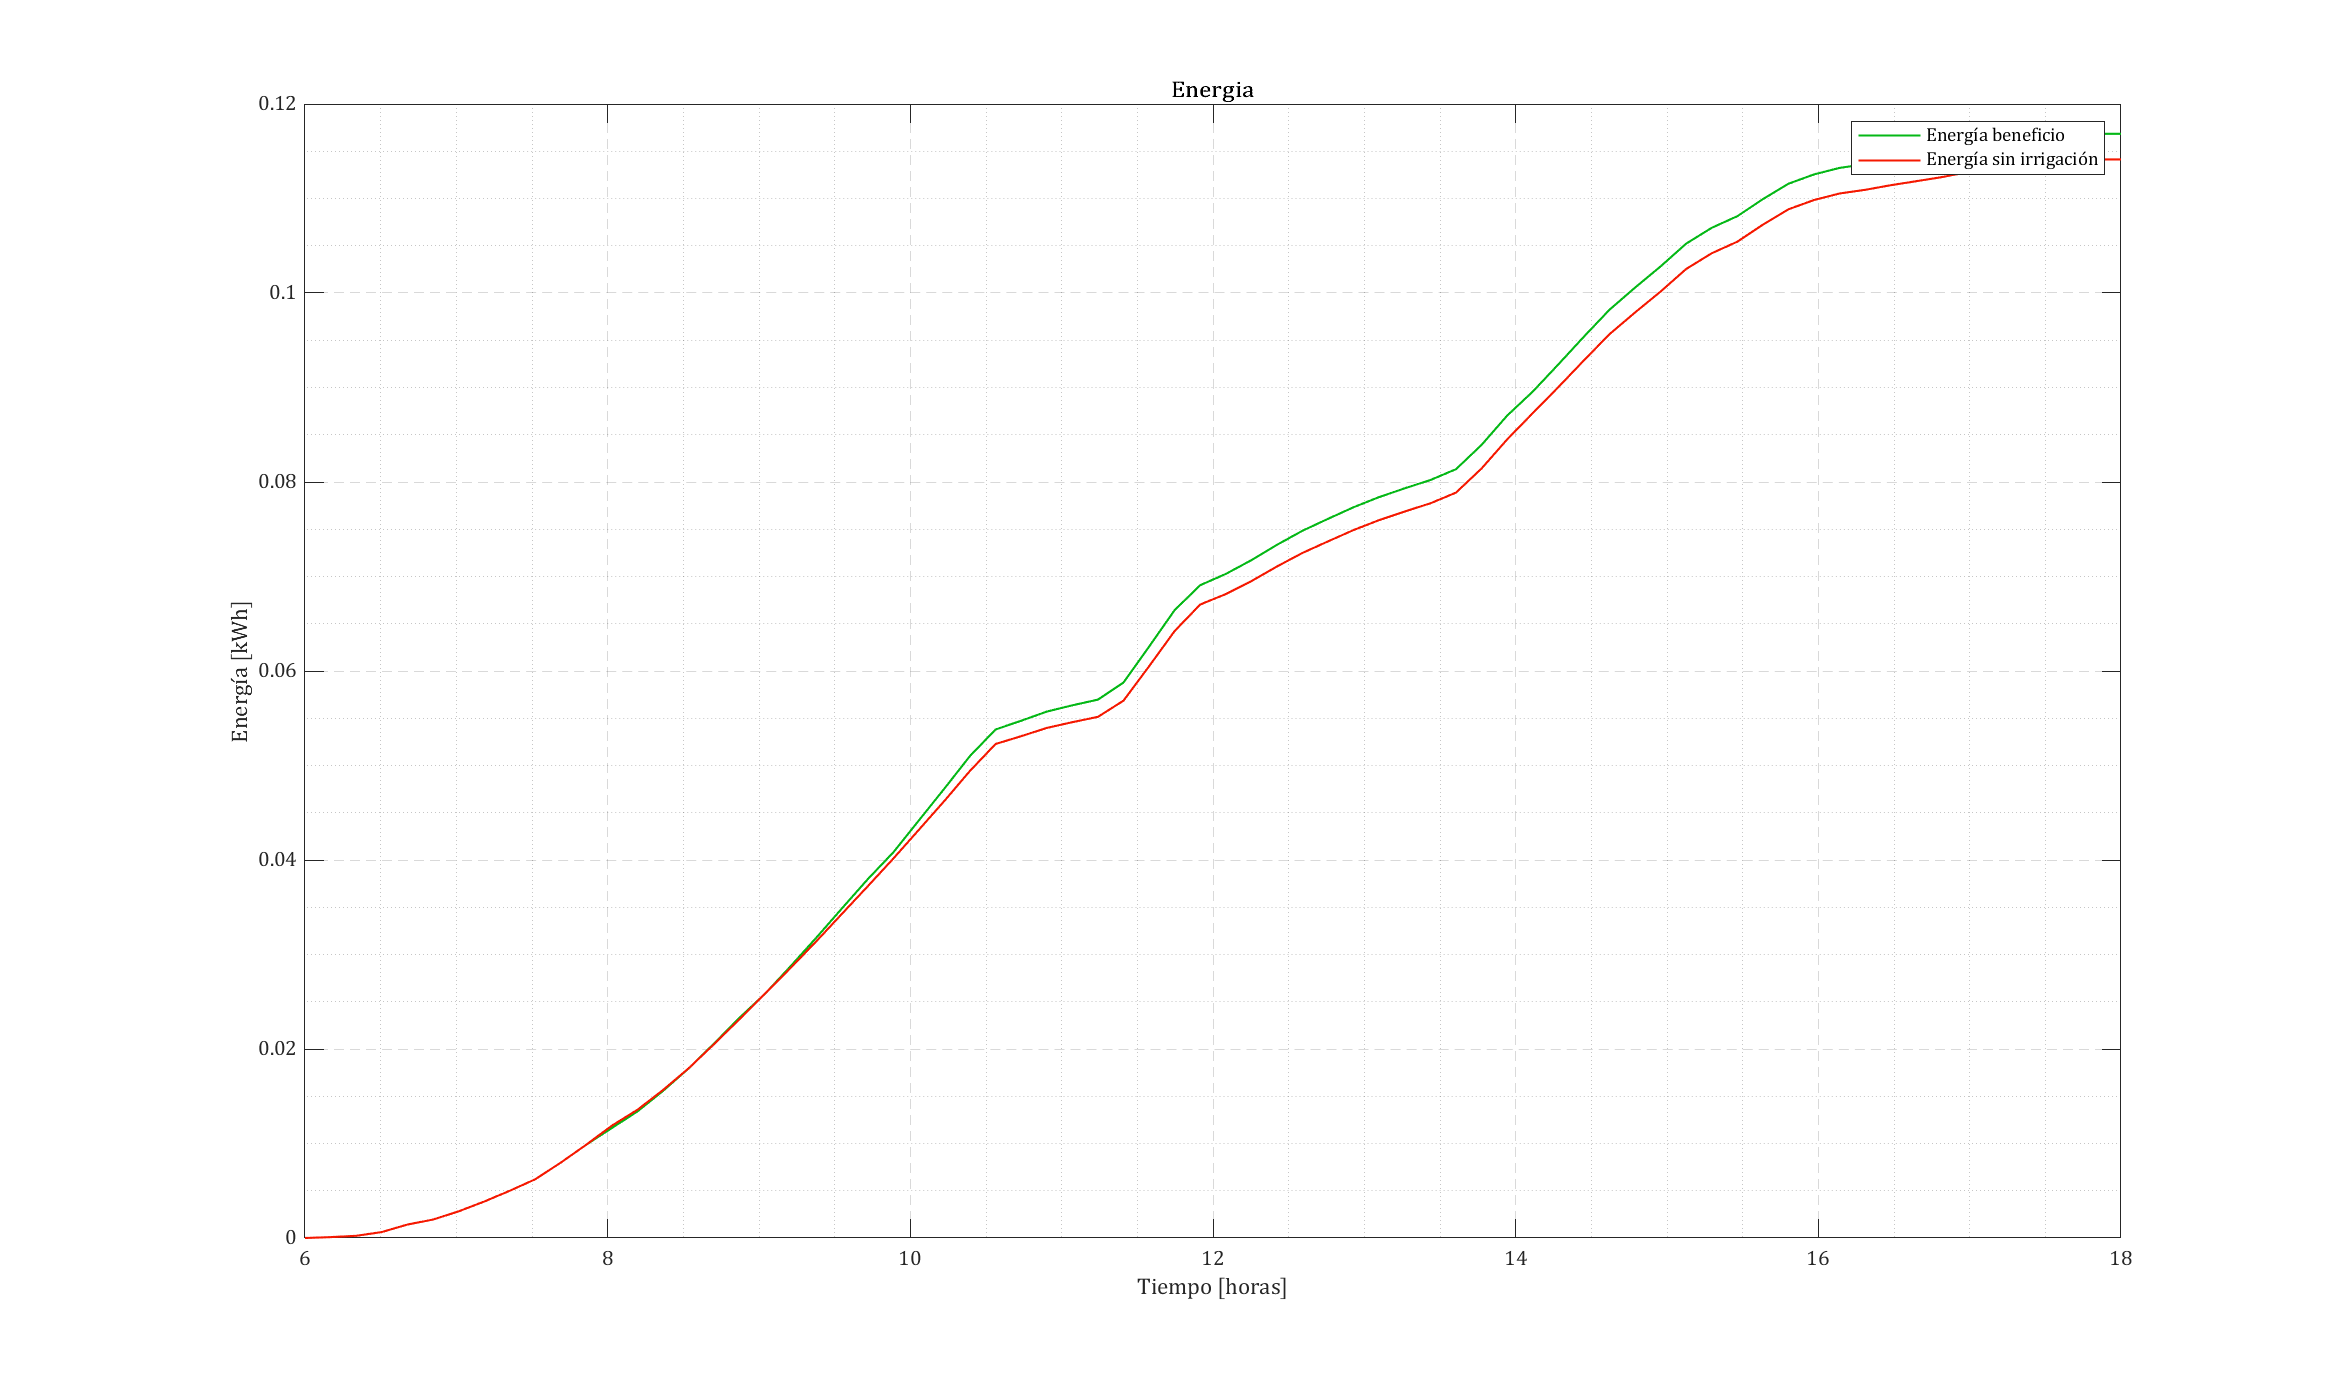 Energia
0.12
0.1
0.08
0.06
0.04
0.02
0
Energía [kWh]
Energía beneficio
Energía sin irrigación
6 8 10 12 14 16 18
Tiempo [horas]